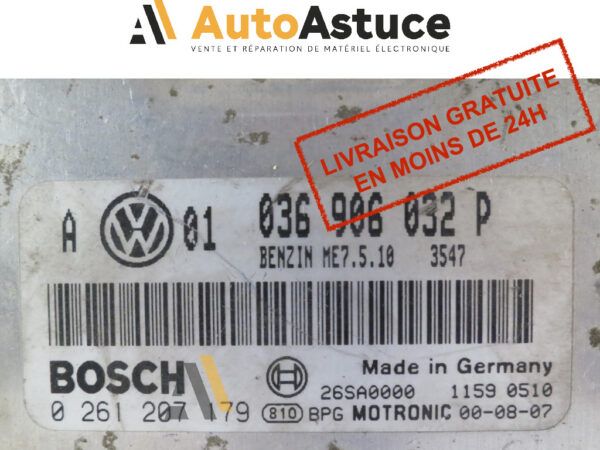 AutoAstuce
VENTE ET RÉPARATION DE MATÉRIEL ÉLECTRONIQUE
LIVRAISON GRATUITE
EN MOINS DE 24H
A VW 01 036 906 032 P
BENZIN ME7.5.10 3547
BOSCH
Made in Germany
26SA0000 1159 0510
0 261 207 179 810 BPG MOTRONIC 00-08-07